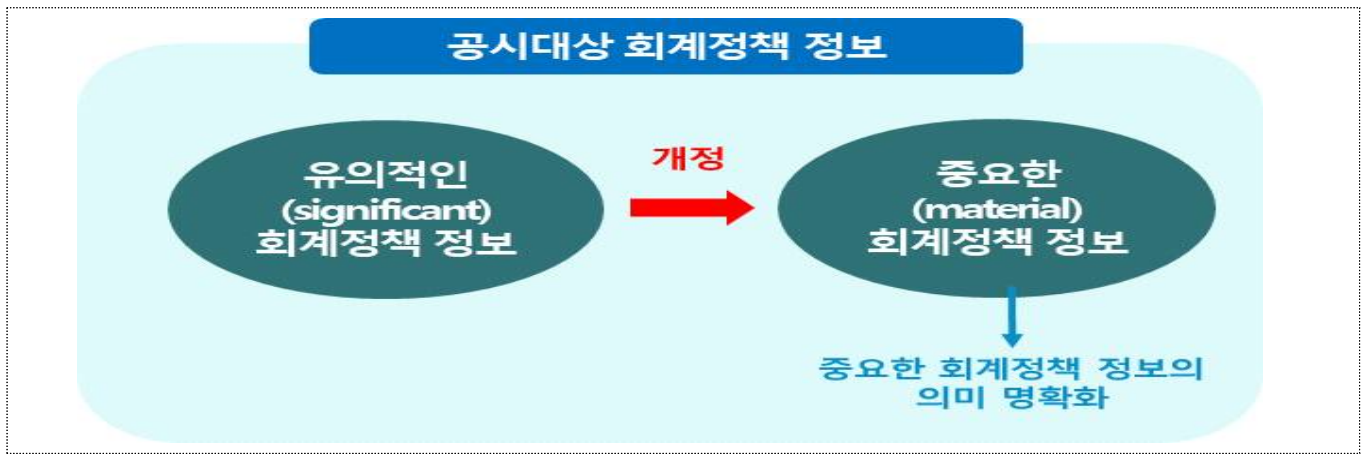 공시대상 회계정책 정보
유의적인
(significant)
회계정책 정보
개정
중요한
(material)
회계정책 정보
중요한 회계정책 정보의
의미 명확화